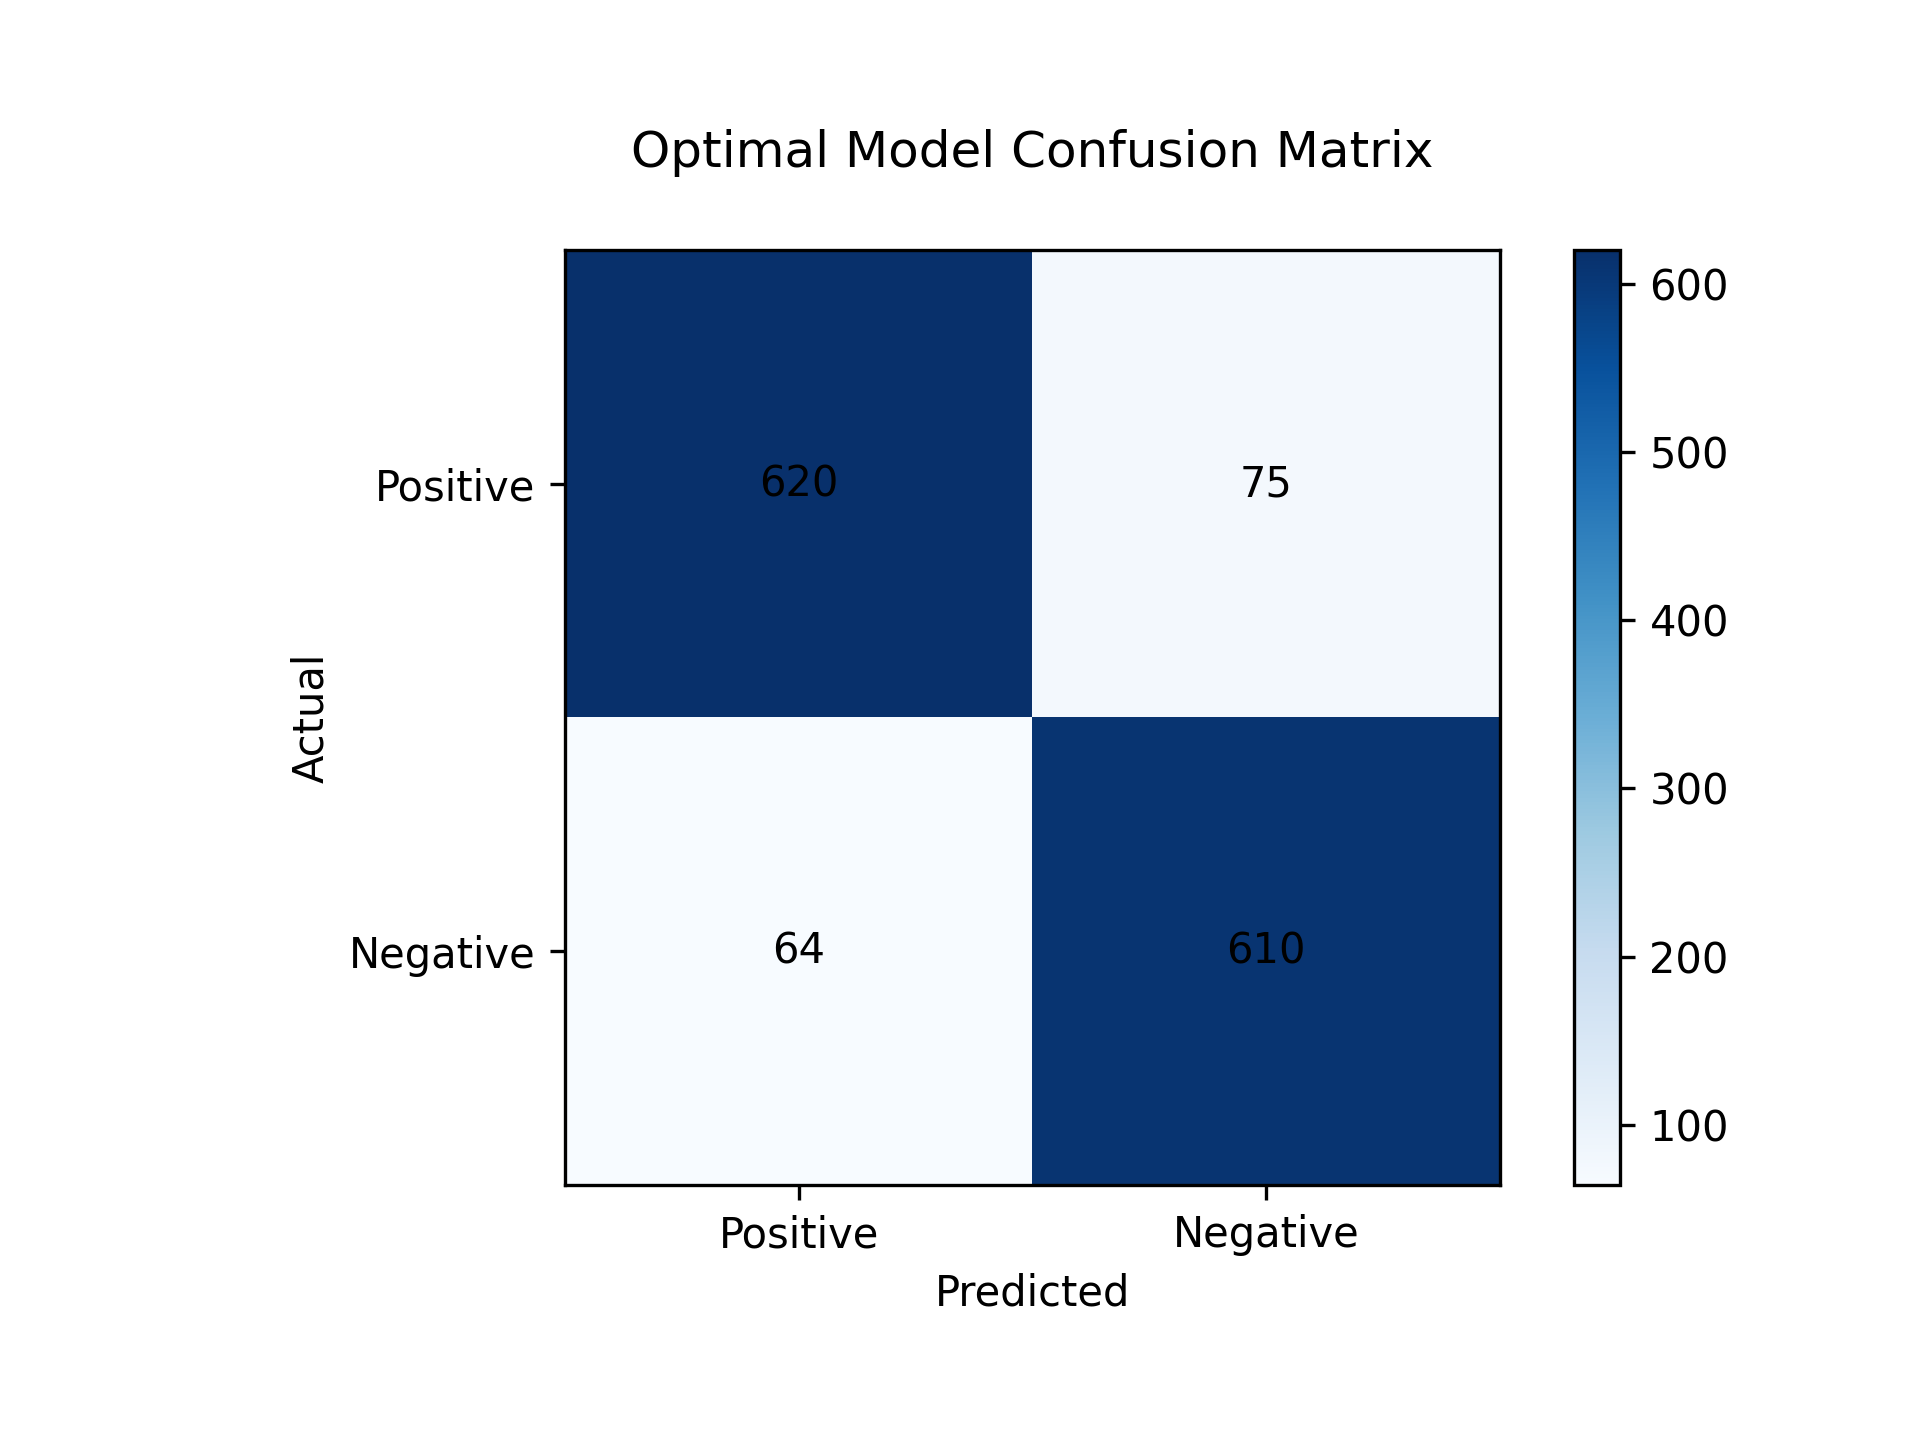 Optimal Model Confusion Matrix
600
Positive
620
75
500
400
Actual
300
Negative
64
610
200
100
Positive
Negative
Predicted